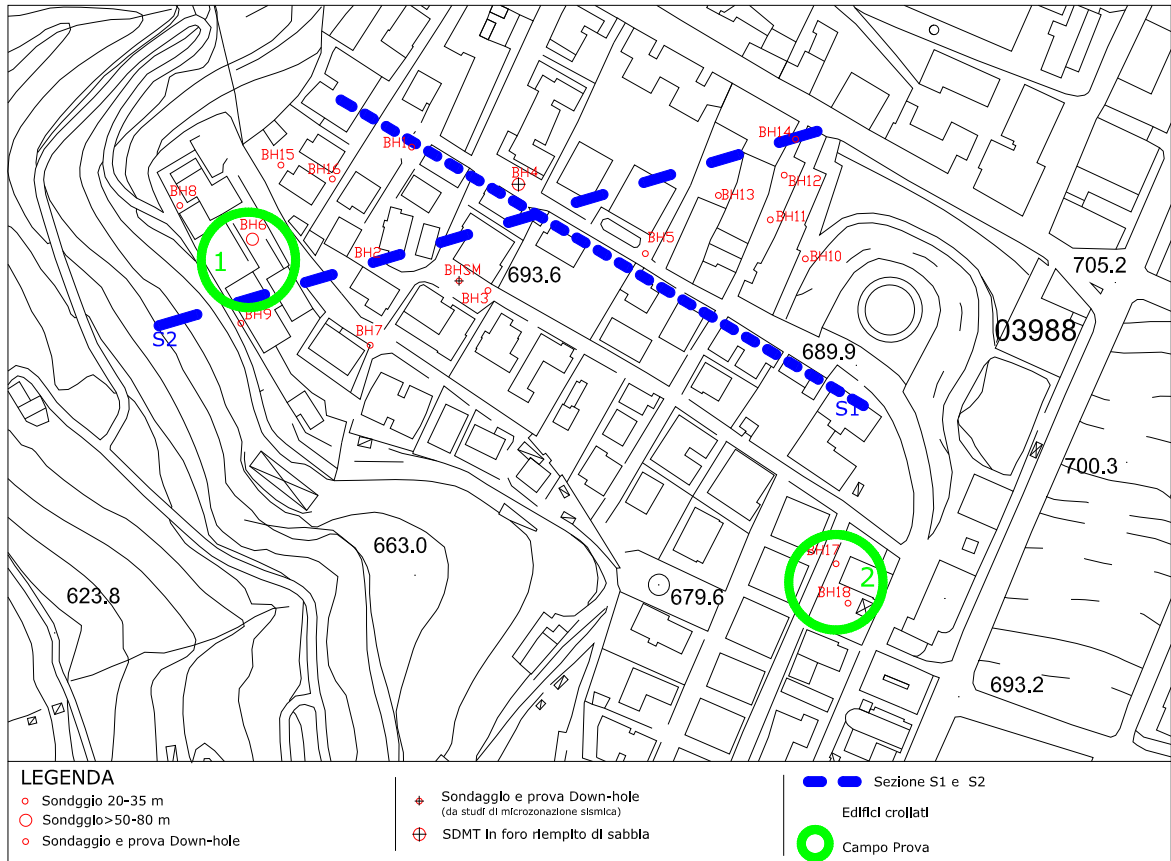 BH14
BH1
BH15
BH16
BH4
BH12
BH8
BH13
BH6
BH11
BH2
BH5
BH10
1
BHSM
693.6
705.2
BH3
BH9
03988
S2
BH7
689.9
S1
700.3
663.0
BH17
2
623.8
679.6
BH18
693.2
LEGENDA
Sondggio 20-35 m
Sondggio>50-80 m
Sondaggio e prova Down-hole
Sondaggio e prova Down-hole
(da studi di microzonazione sismica)
SDMT in foro riempito di sabbia
Sezione S1 e S2
Edifici crollati
Campo Prova